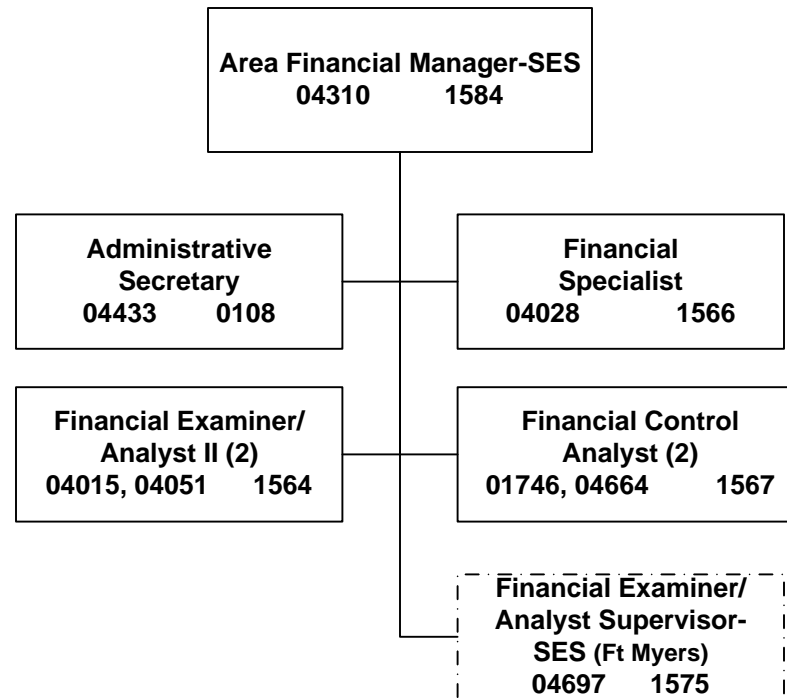 Area Financial Manager-SES
04310 1584
Administrative
Secretary
04433 0108
Financial
Specialist
04028 1566
Financial Examiner/
Analyst II (2)
04015, 04051 1564
Financial Control
Analyst (2)
01746, 04664 1567
Financial Examiner/
Analyst Supervisor-
SES (Ft Myers)
04697 1575